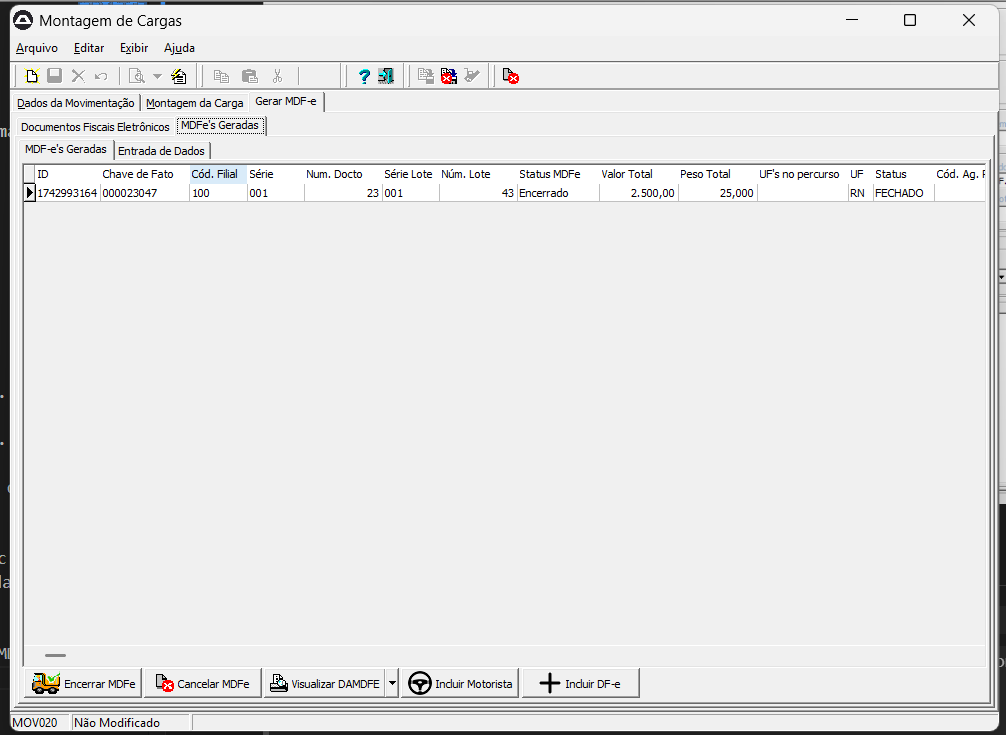 Montagem de Cargas
Arquivo Editar Exibir Ajuda
Dados da Movimentação Montagem da Carga Gerar MDF-e
Documentos Fiscais Eletrônicos MDFe's Geradas
MDF-e's Geradas Entrada de Dados
ID Chave de Fato Cód. Filial Série Num. Docto Série Lote Núm. Lote Status MDFe Valor Total Peso Total UF's no percurso UF Status Cód. Ag.
1742993164 000023047 100 001 23 001 43 Encerrado 2.500,00 25,000 RN FECHADO
Encerrar MDFe Cancelar MDFe Visualizar DAMDFE Incluir Motorista Incluir DF-e
MOV020 Não Modificado